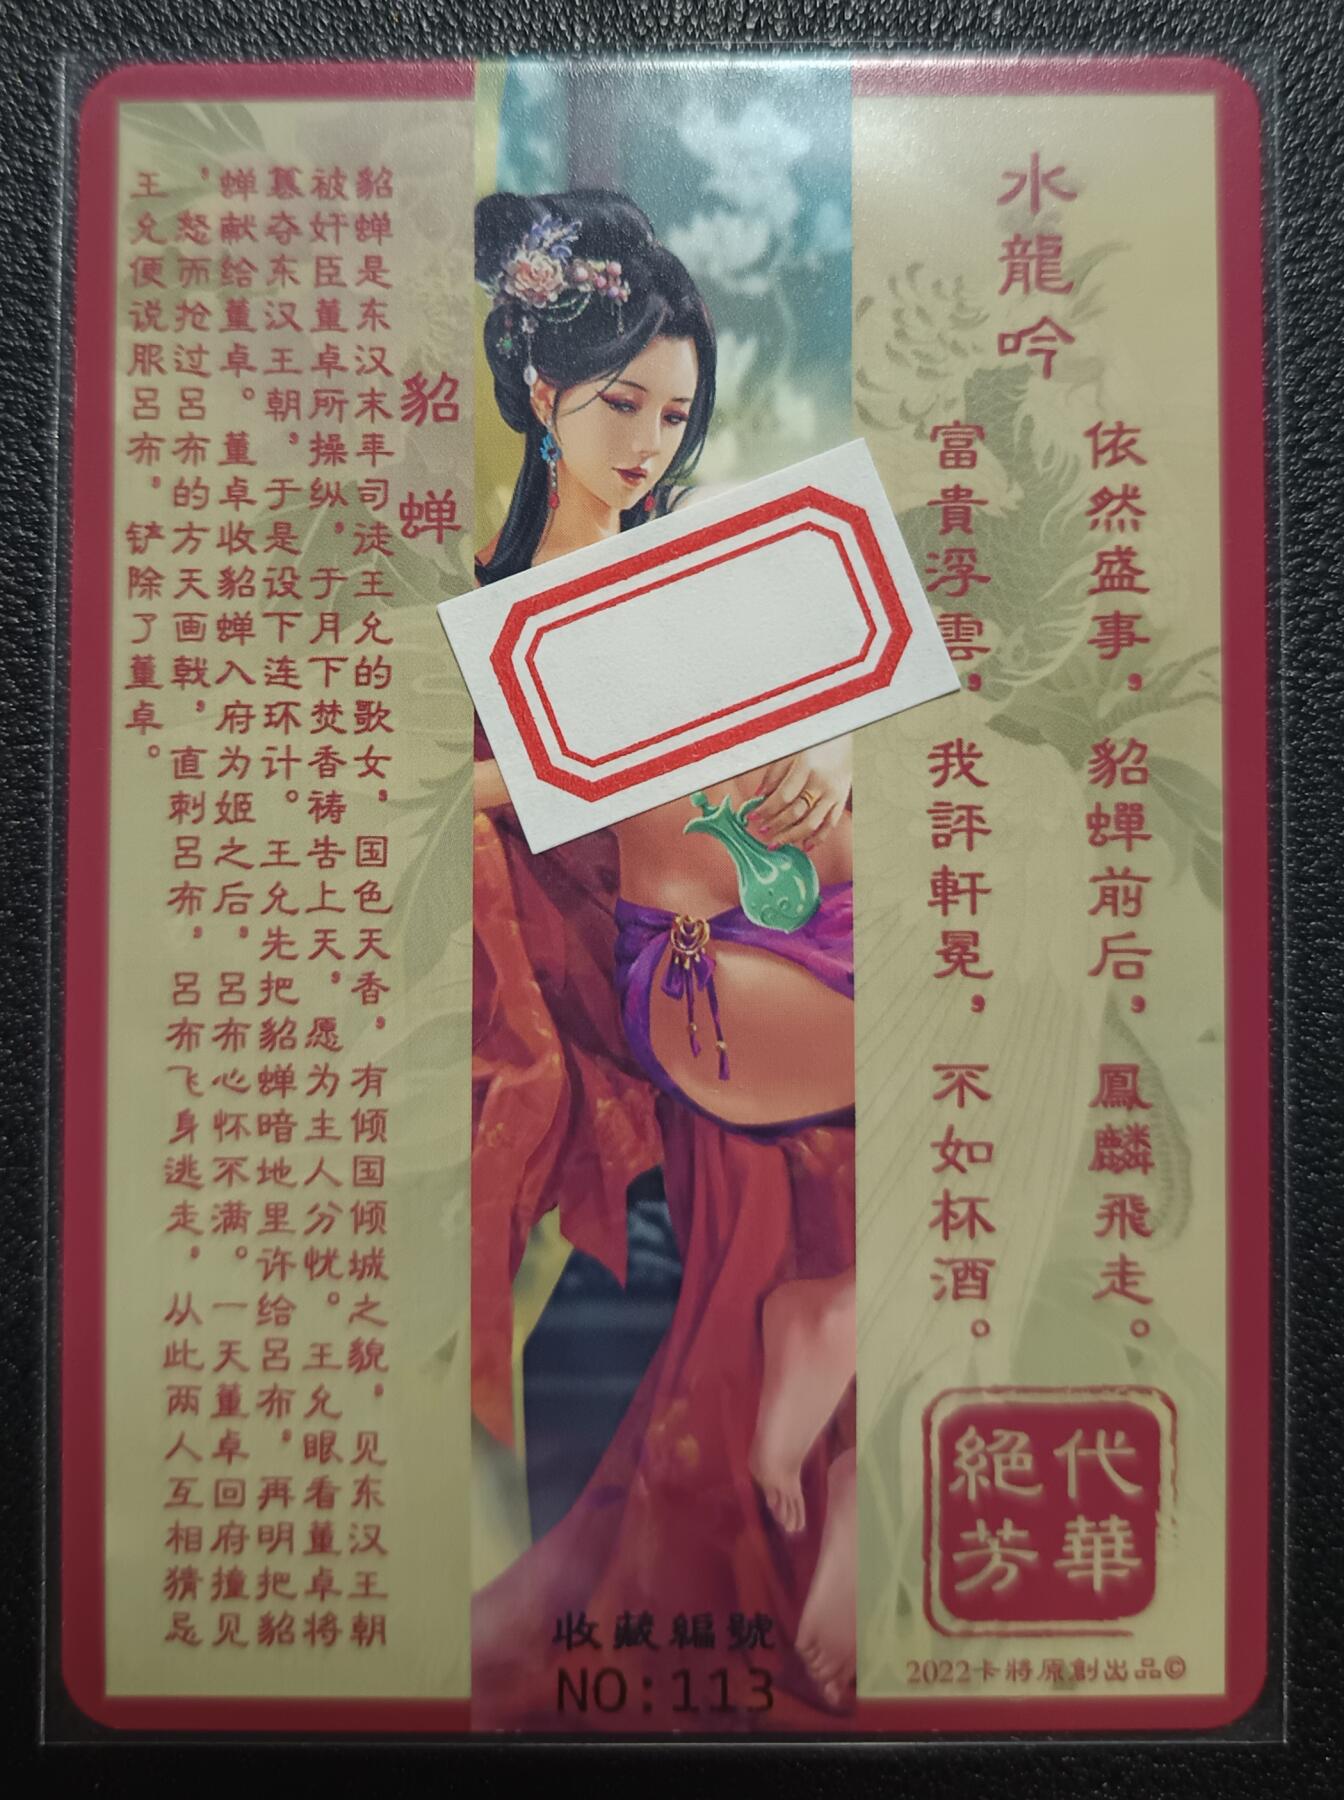 水龍吟
依然盛事，貂蟬前后，鳳麟飛走。
富貴浮雲，我評軒冕，不如杯酒。
代華
絕芳
2022卡將原創出品©
收藏編號
NO:113
貂蝉
貂蝉是东汉末年司徒王允的歌女，国色天香，有倾国倾城之貌，见东汉王朝
被奸臣董卓所操纵，于月下焚香祷告上天，愿为主人分忧。王允眼看董卓将
篡夺东汉王朝，于是设下连环计。王允先把貂蝉暗地里许给吕布，再明把貂
蝉献给董卓。董卓收貂蝉入府为姬之后，吕布心怀不满。一天董卓回府撞见
，怒而抢过吕布的方天画戟，直刺吕布，吕布飞身逃走，从此两人互相猜忌
王允便说服吕布，铲除了董卓。